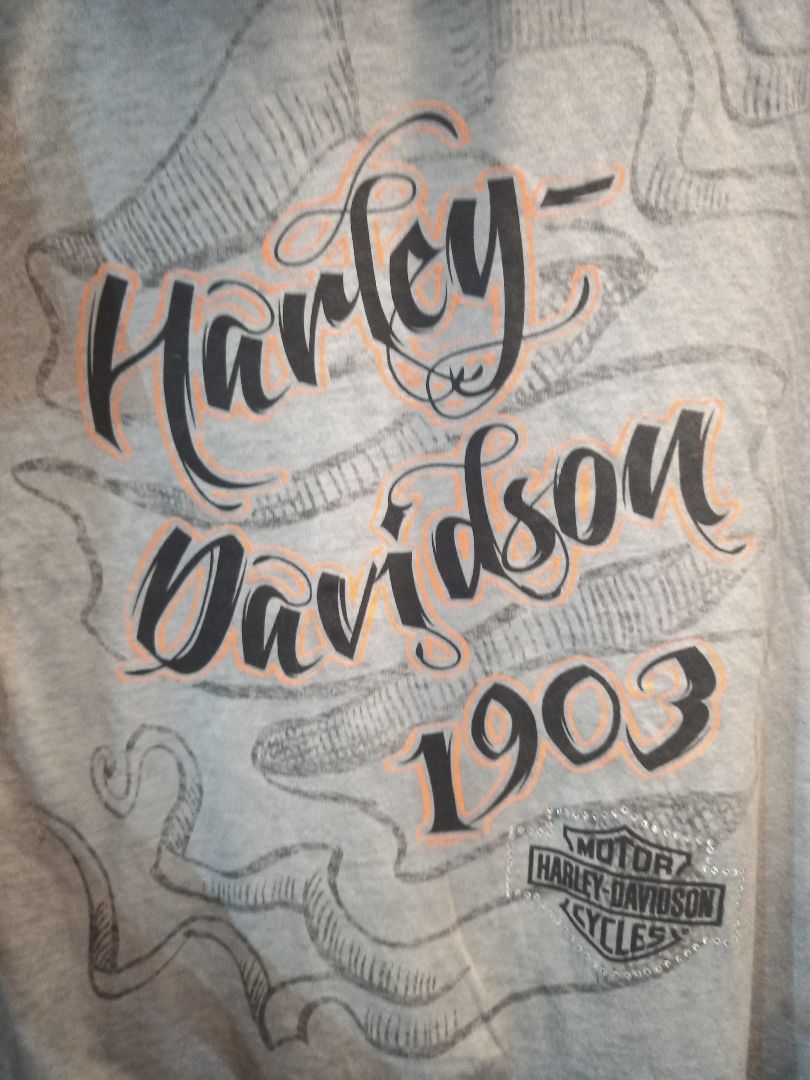 Harley-
Davidson
1903
MOTOR
HARLEY-DAVIDSON
CYCLES